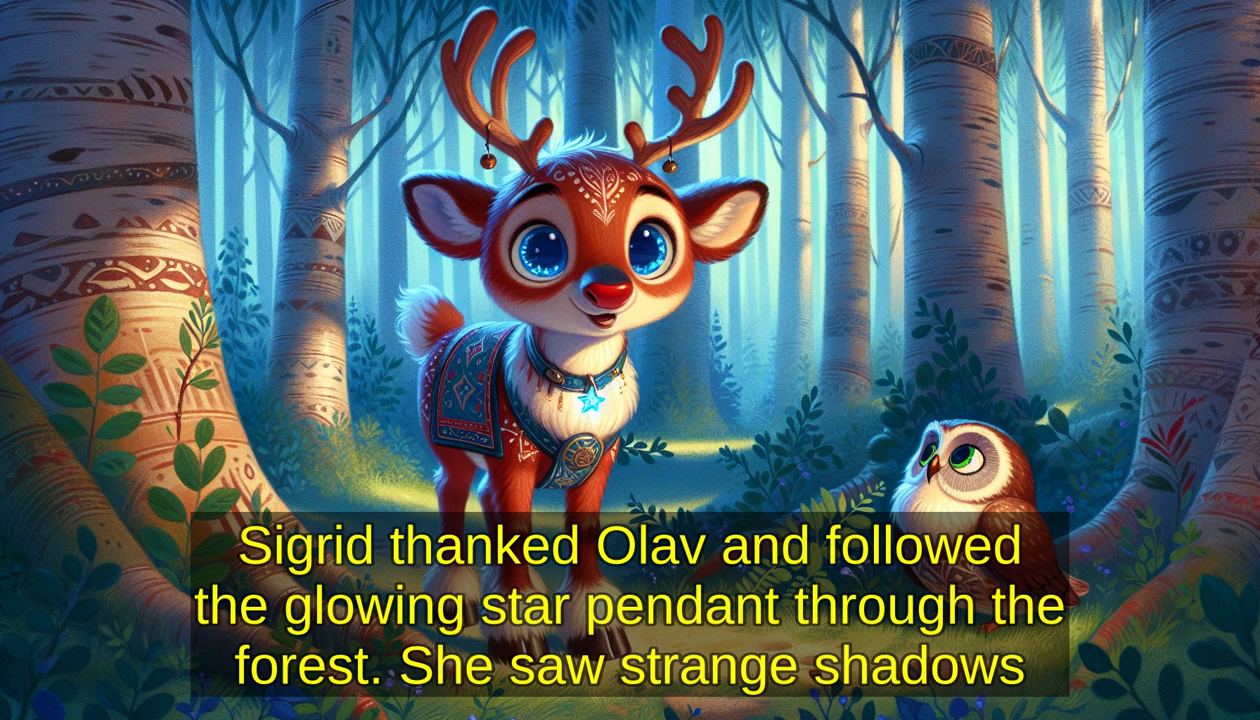 Sigrid thanked Olav and followed
the glowing star pendant through the
forest. She saw strange shadows